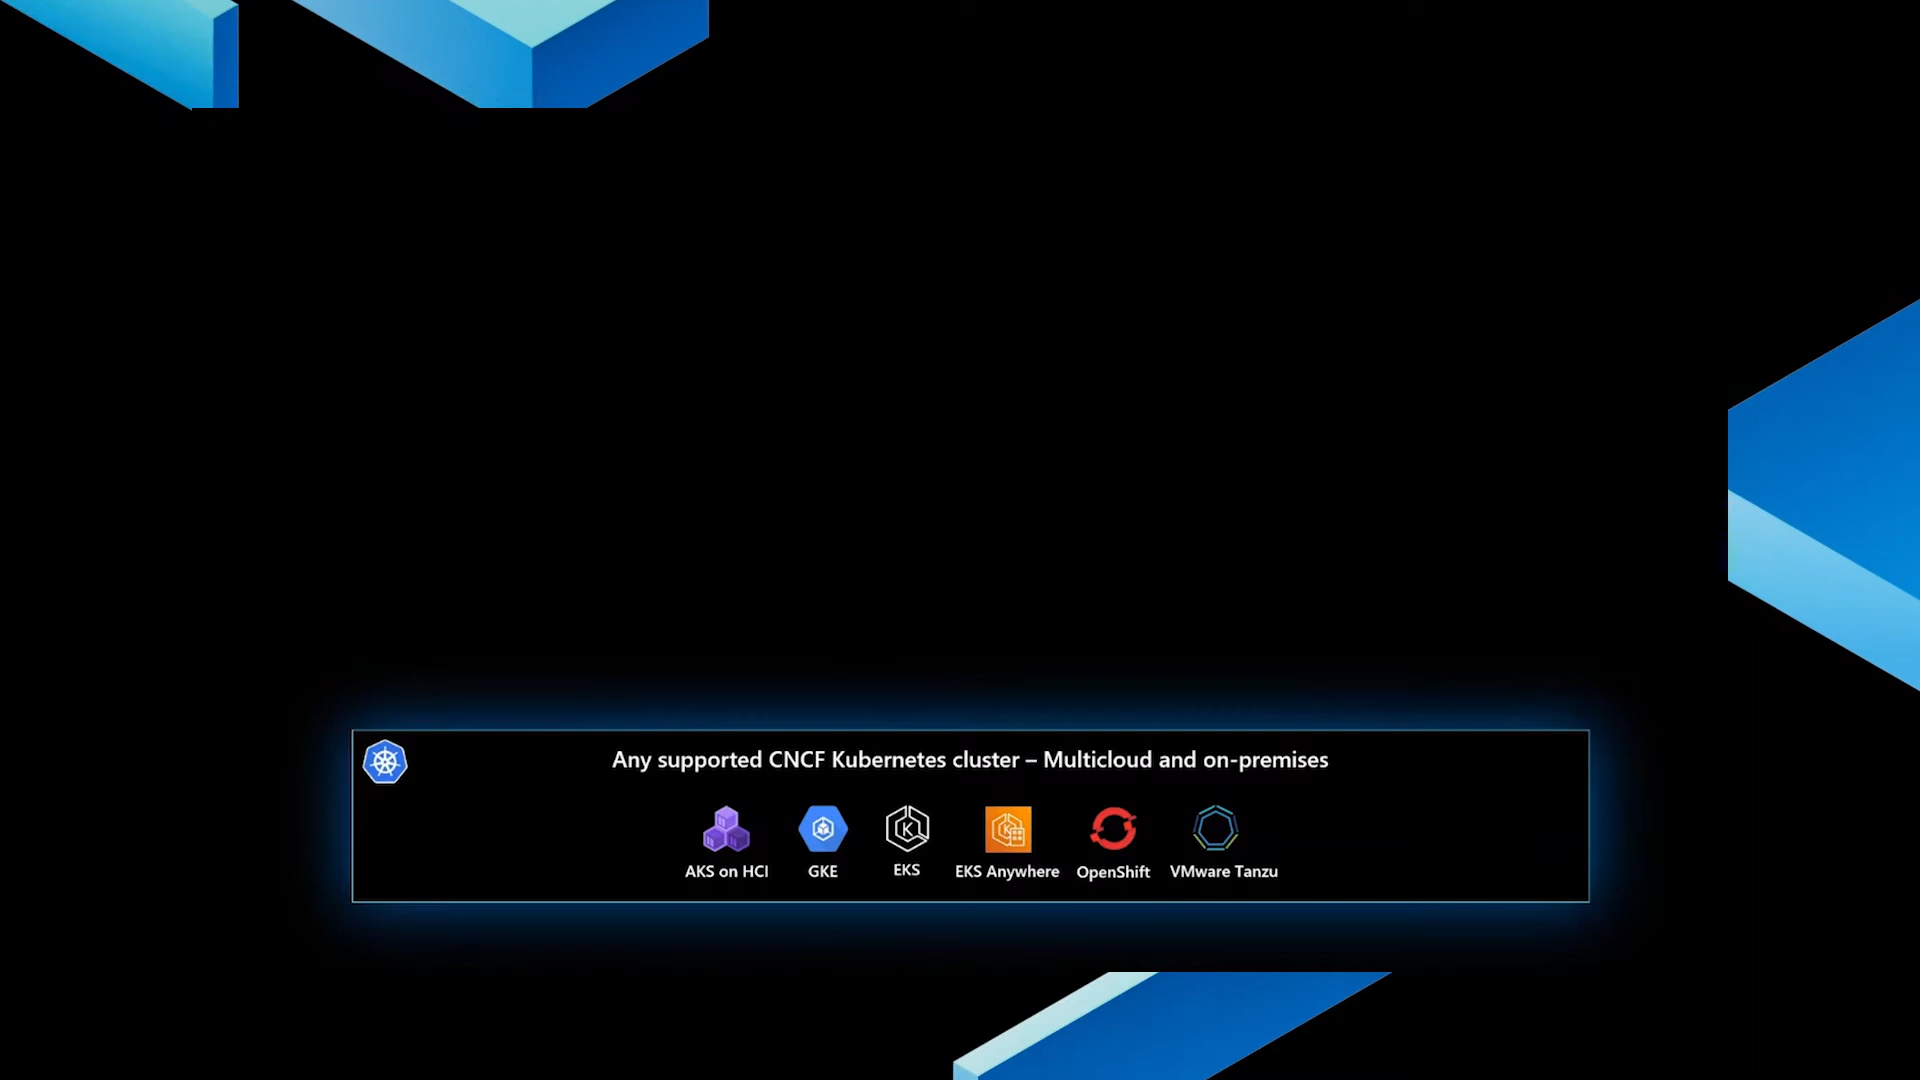 Any supported CNCF Kubernetes cluster – Multicloud and on-premises
AKS on HCI
GKE
EKS
EKS Anywhere
OpenShift
VMware Tanzu